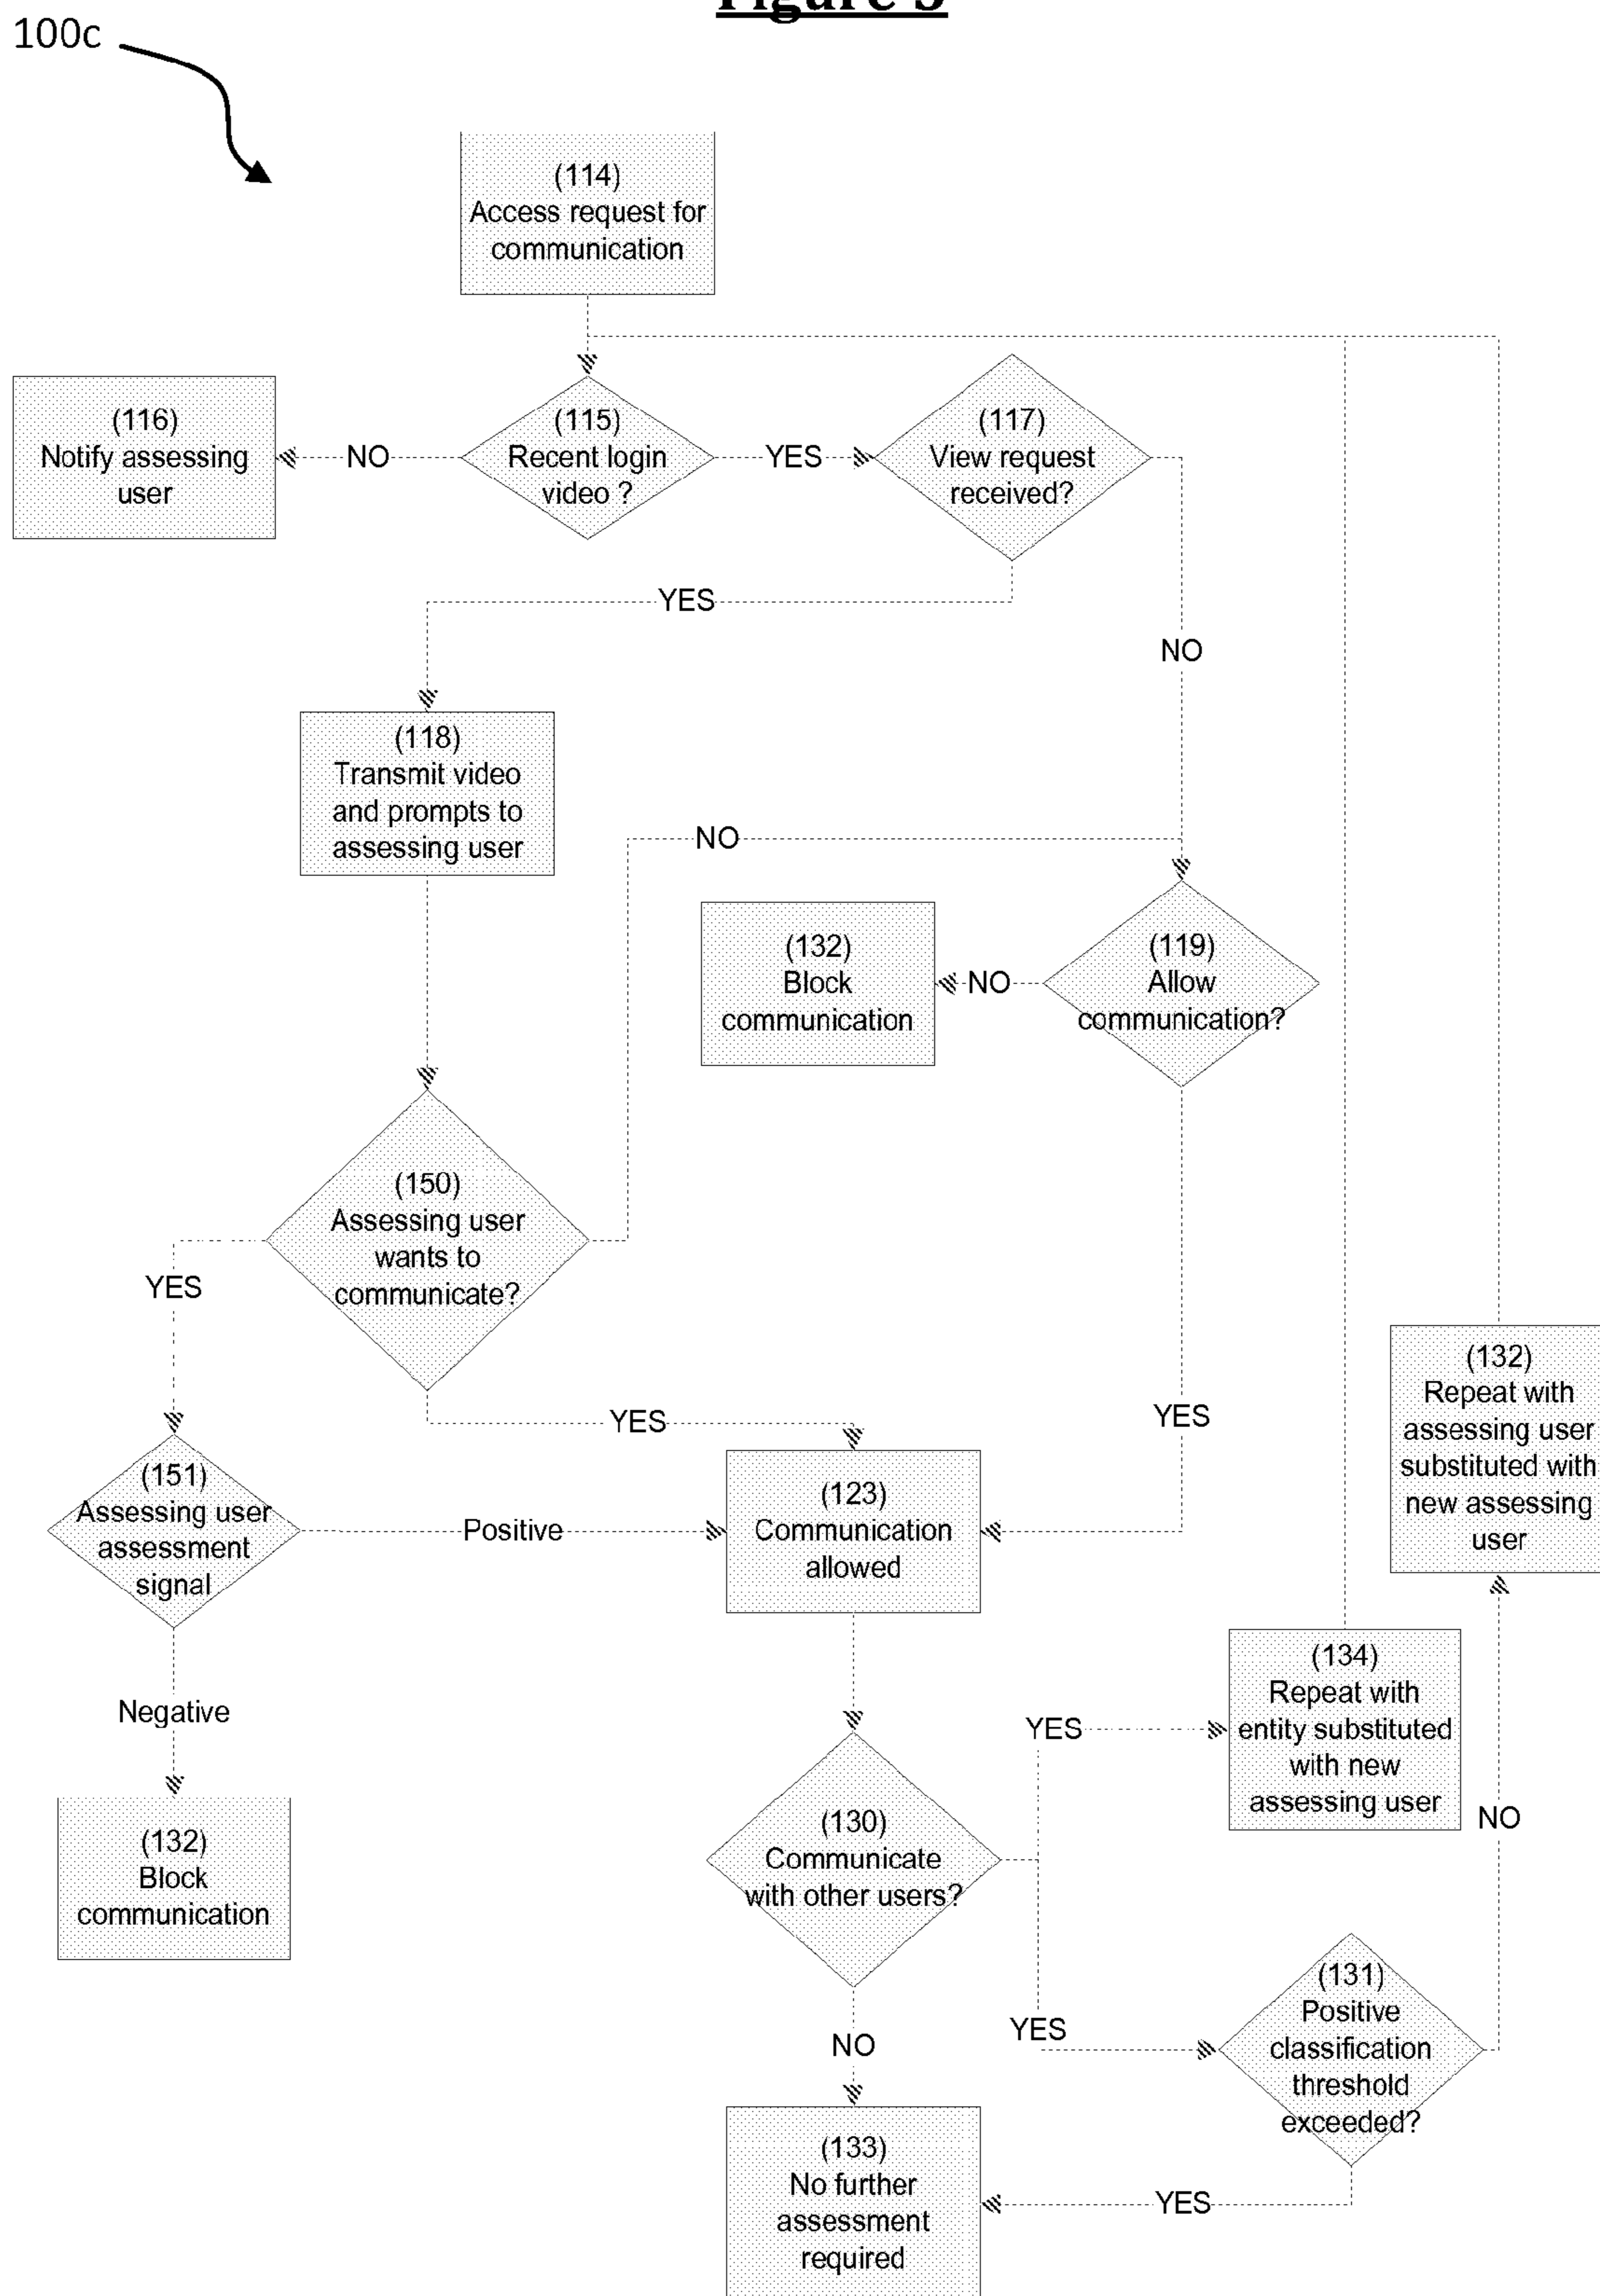 100c
(114)
Access request for
communication
(116)
Notify assessing
user
NO
(115)
Recent login
video ?
YES
(117)
View request
received?
YES
NO
(118)
Transmit video
and prompts to
assessing user
NO
(132)
Block
communication
NO
(119)
Allow
communication?
(150)
Assessing user
wants to
communicate?
YES
YES
YES
(132)
Repeat with
assessing user
substituted with
new assessing
user
(151)
Assessing user
assessment
signal
Positive
(123)
Communication
allowed
Negative
(134)
Repeat with
entity substituted
with new
assessing user
YES
NO
(132)
Block
communication
(130)
Communicate
with other users?
YES
(131)
Positive
classification
threshold
exceeded?
NO
(133)
No further
assessment
required
YES